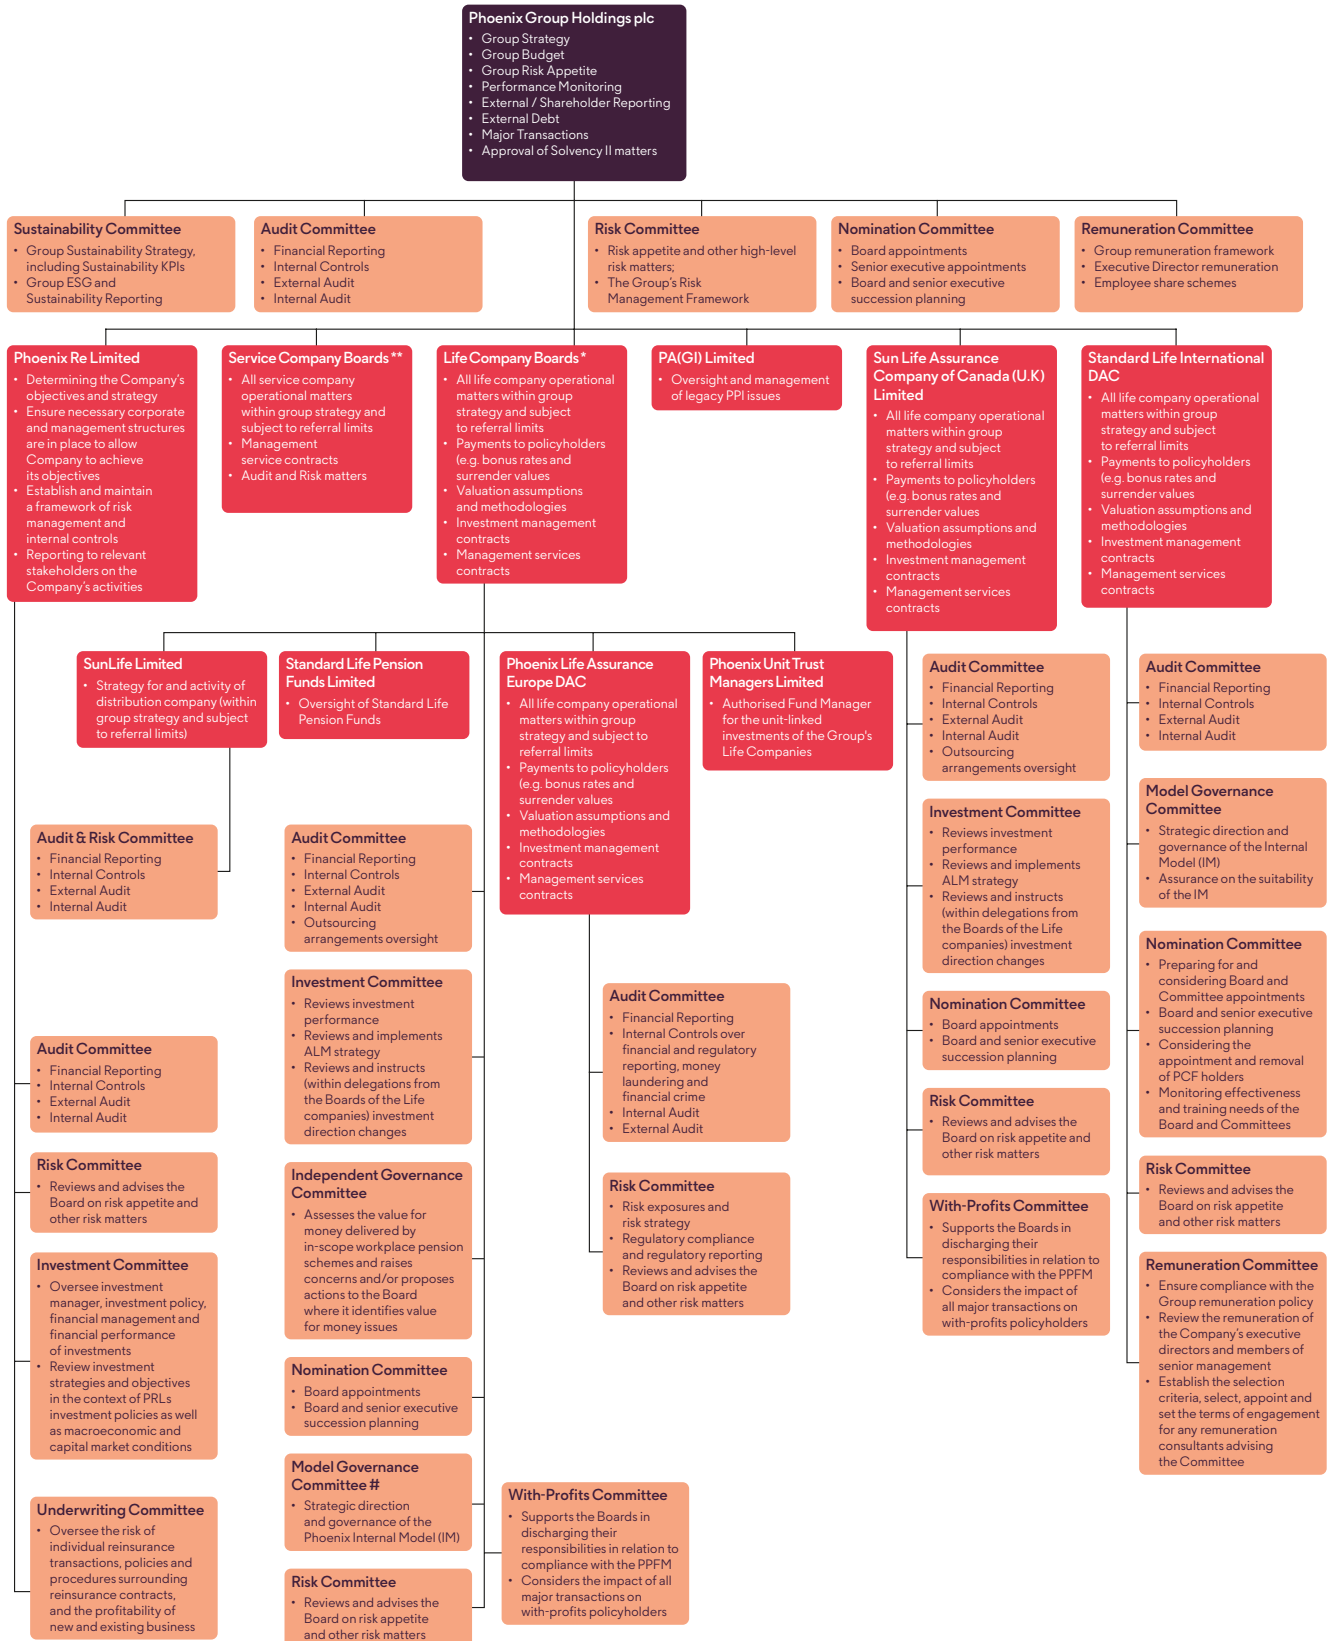 Phoenix Group Holdings plc
• Group Strategy
• Group Budget
• Group Risk Appetite
• Performance Monitoring
• External / Shareholder Reporting
• External Debt
• Major Transactions
• Approval of Solvency II matters
Sustainability Committee
• Group Sustainability Strategy,
including Sustainability KPIs
• Group ESG and
Sustainability Reporting
Audit Committee
• Financial Reporting
• Internal Controls
• External Audit
• Internal Audit
Risk Committee
• Risk appetite and other high-level
risk matters;
• The Group's Risk
Management Framework
Nomination Committee
• Board appointments
• Senior executive appointments
• Board and senior executive
succession planning
Remuneration Committee
• Group remuneration framework
• Executive Director remuneration
• Employee share schemes
Phoenix Re Limited
• Determining the Company's
objectives and strategy
• Ensure necessary corporate
and management structures
are in place to allow
Company to achieve
its objectives
• Establish and maintain
a framework of risk
management and
internal controls
• Reporting to relevant
stakeholders on the
Company's activities
Service Company Boards **
• All service company
operational matters
within group strategy and
subject to referral limits
• Management
service contracts
• Audit and Risk matters
Life Company Boards *
• All life company operational
matters within group
strategy and subject
to referral limits
• Payments to policyholders
(e.g. bonus rates and
surrender values
• Valuation assumptions
and methodologies
• Investment management
contracts
• Management services
contracts
PA(GI) Limited
• Oversight and management
of legacy PPI issues
Sun Life Assurance
Company of Canada (U.K)
Limited
• All life company operational
matters within group
strategy and subject
to referral limits
• Payments to policyholders
(e.g. bonus rates and
surrender values
• Valuation assumptions and
methodologies
• Investment management
contracts
• Management services
contracts
Standard Life International
DAC
• All life company operational
matters within group
strategy and subject
to referral limits
• Payments to policyholders
(e.g. bonus rates and
surrender values
• Valuation assumptions and
methodologies
• Investment management
contracts
• Management services
contracts
SunLife Limited
• Strategy for and activity of
distribution company (within
group strategy and subject
to referral limits)
Standard Life Pension
Funds Limited
• Oversight of Standard Life
Pension Funds
Phoenix Life Assurance
Europe DAC
• All life company operational
matters within group
strategy and subject to
referral limits
• Payments to policyholders
(e.g. bonus rates and
surrender values
• Valuation assumptions and
methodologies
• Investment management
contracts
• Management services
contracts
Phoenix Unit Trust
Managers Limited
• Authorised Fund Manager
for the unit-linked
investments of the Group's
Life Companies
Audit & Risk Committee
• Financial Reporting
• Internal Controls
• External Audit
• Internal Audit
Audit Committee
• Financial Reporting
• Internal Controls
• External Audit
• Internal Audit
Risk Committee
• Reviews and advises the
Board on risk appetite and
other risk matters
Investment Committee
• Oversee investment
manager, investment policy,
financial management and
financial performance
of investments
• Review investment
strategies and objectives
in the context of PRLs
investment policies as well
as macroeconomic and
capital market conditions
Underwriting Committee
• Oversee the risk of
individual reinsurance
transactions, policies and
procedures surrounding
reinsurance contracts,
and the profitability of
new and existing business
Audit Committee
• Financial Reporting
• Internal Controls
• External Audit
• Internal Audit
• Outsourcing
arrangements oversight
Investment Committee
• Reviews investment
performance
• Reviews and implements
ALM strategy
• Reviews and instructs
(within delegations from
the Boards of the Life
companies) investment
direction changes
Independent Governance
Committee
• Assesses the value for
money delivered by
in-scope workplace pension
schemes and raises
concerns and/or proposes
actions to the Board
where it identifies value
for money issues
Nomination Committee
• Board appointments
• Board and senior executive
succession planning
Model Governance
Committee #
• Strategic direction
and governance of the
Phoenix Internal Model (IM)
Risk Committee
• Reviews and advises the
Board on risk appetite
and other risk matters
Audit Committee
• Financial Reporting
• Internal Controls over
financial and regulatory
reporting, money
laundering and
financial crime
• Internal Audit
• External Audit
Risk Committee
• Risk exposures and
risk strategy
• Regulatory compliance
and regulatory reporting
• Reviews and advises the
Board on risk appetite
and other risk matters
With-Profits Committee
• Supports the Boards in
discharging their
responsibilities in relation to
compliance with the PPFM
• Considers the impact of all
major transactions on
with-profits policyholders
Audit Committee
• Financial Reporting
• Internal Controls
• External Audit
• Internal Audit
• Outsourcing
arrangements oversight
Investment Committee
• Reviews investment
performance
• Reviews and implements
ALM strategy
• Reviews and instructs
(within delegations from
the Boards of the Life
companies) investment
direction changes
Nomination Committee
• Board appointments
• Board and senior executive
succession planning
Risk Committee
• Reviews and advises the
Board on risk appetite and
other risk matters
With-Profits Committee
• Supports the Boards in
discharging their
responsibilities in relation to
compliance with the PPFM
• Considers the impact of
all major transactions on
with-profits policyholders
Audit Committee
• Financial Reporting
• Internal Controls
• External Audit
• Internal Audit
Model Governance
Committee
• Strategic direction and
governance of the Internal
Model (IM)
• Assurance on the suitability
of the IM
Nomination Committee
• Preparing for and
considering Board and
Committee appointments
• Board and senior executive
succession planning
• Considering the
appointment and removal
of PCF holders
• Monitoring effectiveness
and training needs of the
Board and Committees
Risk Committee
• Reviews and advises the
Board on risk appetite
and other risk matters
Remuneration Committee
• Ensure compliance with the
Group remuneration policy
• Review the remuneration of
the Company's executive
directors and members of
senior management
• Establish the selection
criteria, select, appoint and
set the terms of engagement
for any remuneration
consultants advising
the Committee